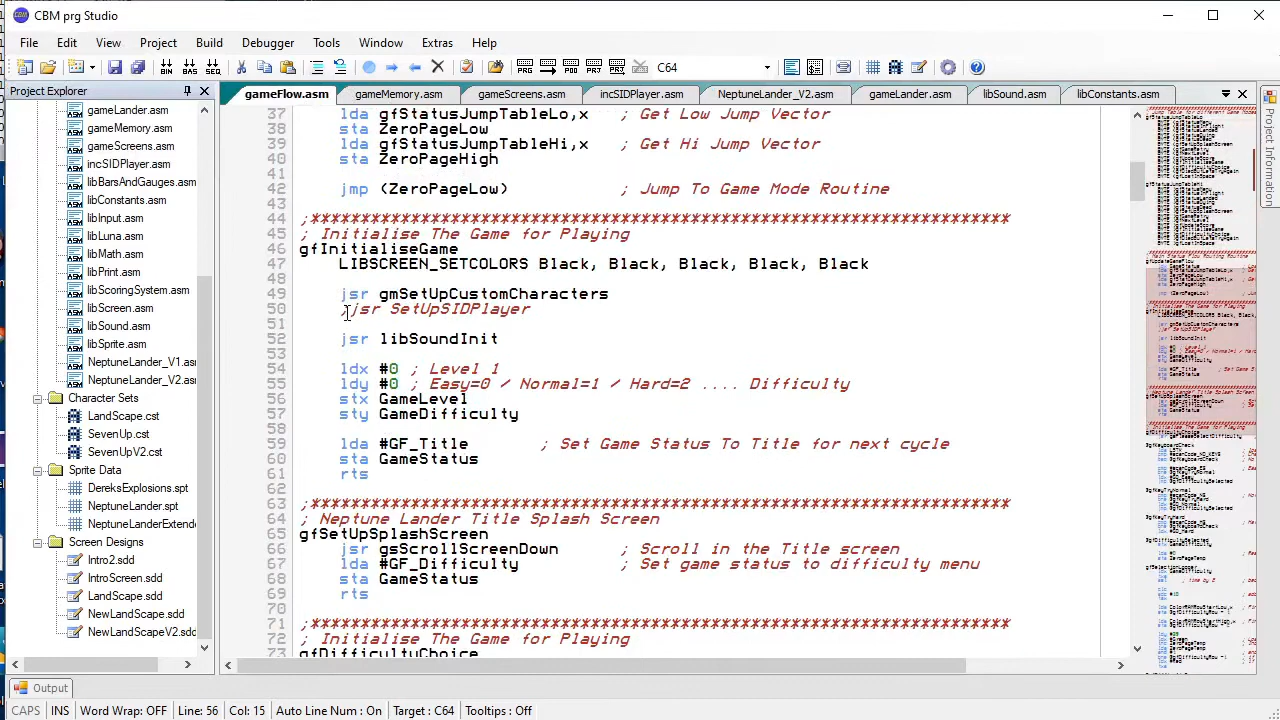 CBM prg Studio
File Edit View Project Build Debugger Tools Window Extras Help
C64
Project Explorer
gameFlow.asm gameMemory.asm gameScreens.asm incSIDPlayer.asm NeptuneLander_V2.asm gameLander.asm libSound.asm libConstants.asm
gameLander.asm
gameMemory.asm
gameScreens.asm
incSIDPlayer.asm
libBarsAndGauges.asm
libConstants.asm
libInput.asm
libLuna.asm
libMath.asm
libPrint.asm
libScoringSystem.asm
libScreen.asm
libSound.asm
libSprite.asm
NeptuneLander_V1.asm
NeptuneLander_V2.asm
Character Sets
LandScape.cst
SevenUp.cst
SevenUpV2.cst
Sprite Data
DereksExplosions.spt
NeptuneLander.spt
NeptuneLanderExtend
Screen Designs
Intro2.sdd
IntroScreen.sdd
LandScape.sdd
NewLandScape.sdd
NewLandScapeV2.sdd
37 lda gfStatusJumpTableLo,x ; Get Low Jump Vector
38 sta ZeroPageLow
39 lda gfStatusJumpTableHi,x ; Get Hi Jump Vector
40 sta ZeroPageHigh
41
42 jmp (ZeroPageLow) ; Jump To Game Mode Routine
43
44 ;**********************************************************************
45 ; Initialise The Game for Playing
46 gfInitialiseGame
47 LIBSCREEN_SETCOLORS Black, Black, Black, Black, Black
48
49 jsr gmSetUpCustomCharacters
50 ;jsr SetUpSIDPlayer
51
52 jsr libSoundInit
53
54 ldx #0 ; Level 1
55 ldy #0 ; Easy=0 / Normal=1 / Hard=2 .... Difficulty
56 stx GameLevel
57 sty GameDifficulty
58
59 lda #GF_Title ; Set Game Status To Title for next cycle
60 sta GameStatus
61 rts
62
63 ;**********************************************************************
64 ; Neptune Lander Title Splash Screen
65 gfSetUpSplashScreen
66 jsr gsScrollScreenDown ; Scroll in the Title screen
67 lda #GF_Difficulty ; Set game status to difficulty menu
68 sta GameStatus
69 rts
70
71 ;**********************************************************************
72 ; Initialise The Game for Playing
73 gfDifficultyChoice
Project Information
Output
CAPS INS Word Wrap: OFF Line: 56 Col: 15 Auto Line Num : On Target : C64 Tooltips : Off